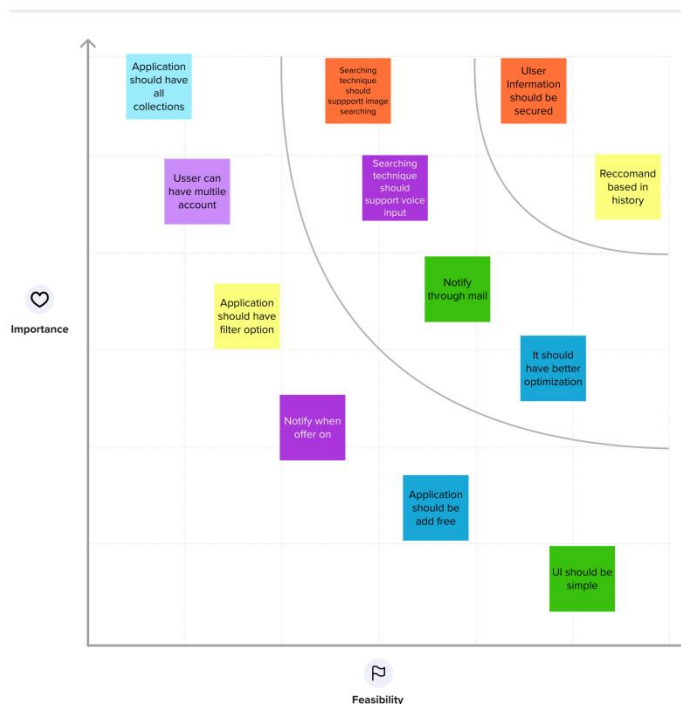 Application
should have
all
collections
Searching
technique
should
suppportt image
searching
UIser
Infermation
should be
secured
Usser can
have multile
account
Searching
technique
should
support voice
input
Reccomand
based in
history
Application
should have
filter option
Notify
through mail
It should
have better
optimization
Importance
Notify when
offer on
Application
should be
add free
UI should be
simple
Feasibility